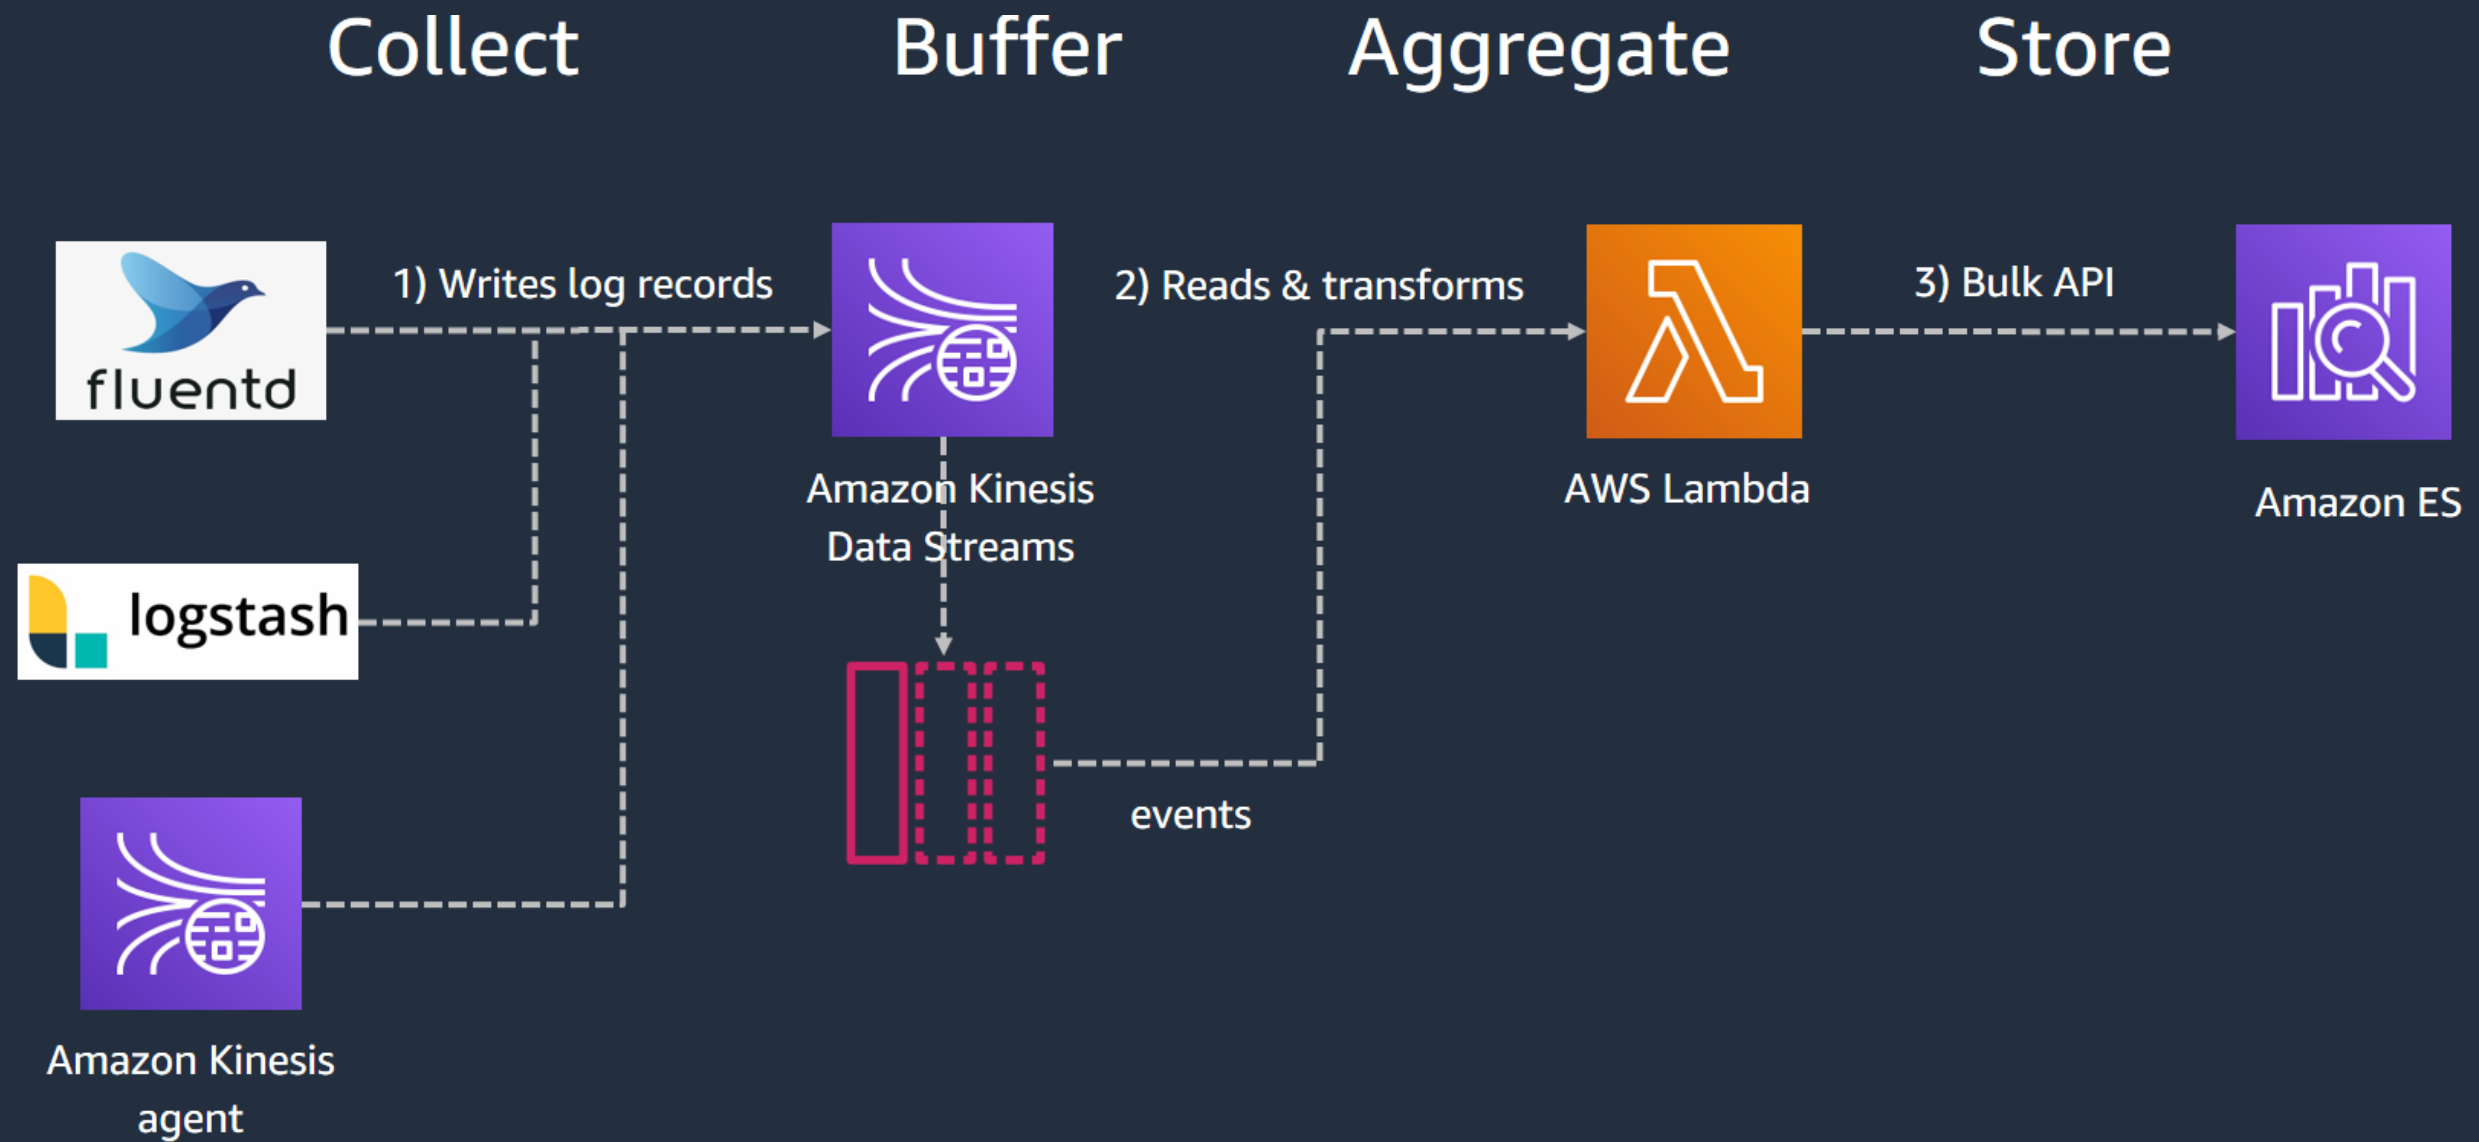 Collect
Buffer
Aggregate
Store
fluentd
1) Writes log records
2) Reads & transforms
3) Bulk API
Amazon Kinesis
Data Streams
AWS Lambda
Amazon ES
logstash
events
Amazon Kinesis
agent